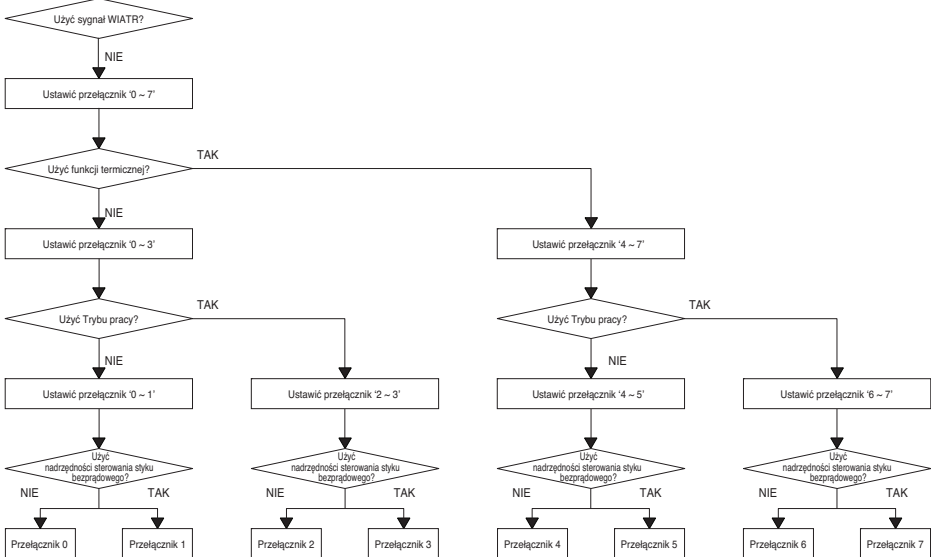 Użyć sygnał WIATR?
NIE
Ustawić przełącznik ‘0 ~ 7’
Użyć funkcji termicznej?
TAK
NIE
Ustawić przełącznik ‘0 ~ 3’
Ustawić przełącznik ‘4 ~ 7’
Użyć Trybu pracy?
TAK
Użyć Trybu pracy?
TAK
NIE
NIE
Ustawić przełącznik ‘0 ~ 1’
Ustawić przełącznik ‘2 ~ 3’
Ustawić przełącznik ‘4 ~ 5’
Ustawić przełącznik ‘6 ~ 7’
Użyć
nadrzędności sterowania styku
bezprądowego?
Użyć
nadrzędności sterowania styku
bezprądowego?
Użyć
nadrzędności sterowania styku
bezprądowego?
Użyć
nadrzędności sterowania styku
bezprądowego?
NIE
TAK
NIE
TAK
NIE
TAK
NIE
TAK
Przełącznik 0
Przełącznik 1
Przełącznik 2
Przełącznik 3
Przełącznik 4
Przełącznik 5
Przełącznik 6
Przełącznik 7